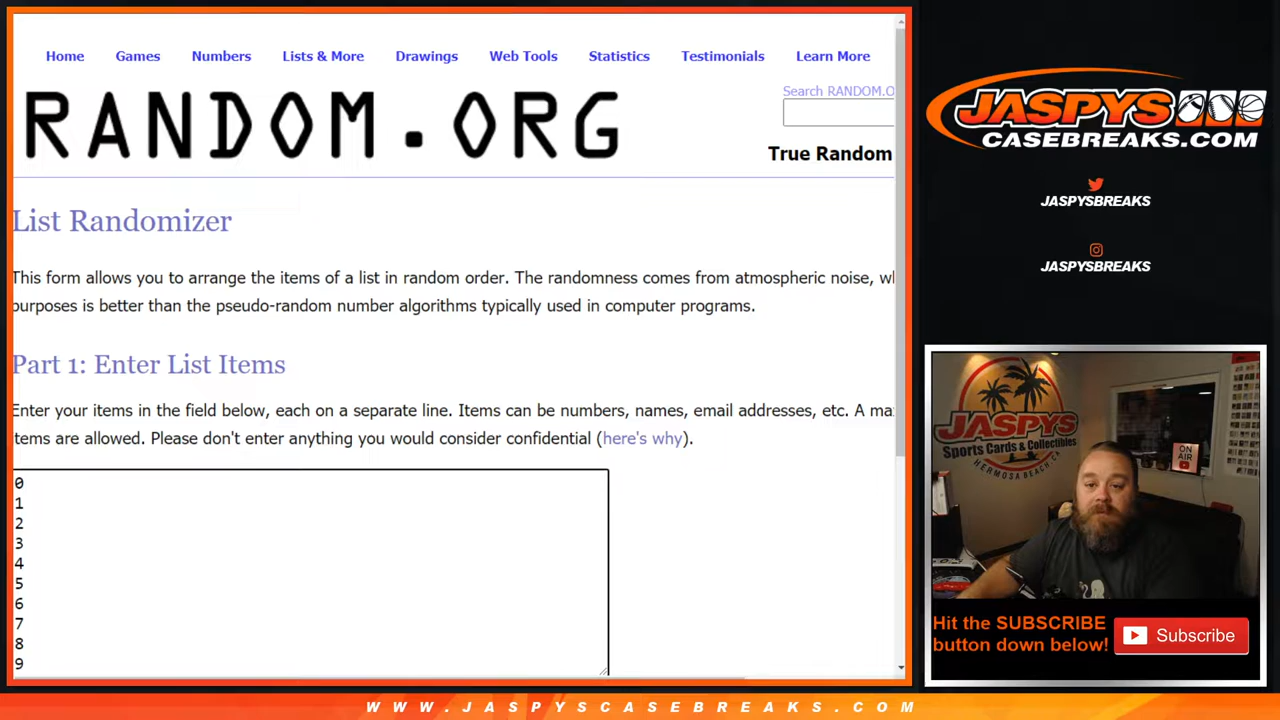 Home Games Numbers Lists & More Drawings Web Tools Statistics Testimonials Learn More
RANDOM.ORG
Search RANDOM.O
True Random
List Randomizer
This form allows you to arrange the items of a list in random order. The randomness comes from atmospheric noise, wh
purposes is better than the pseudo-random number algorithms typically used in computer programs.
Part 1: Enter List Items
Enter your items in the field below, each on a separate line. Items can be numbers, names, email addresses, etc. A ma
items are allowed. Please don't enter anything you would consider confidential (here's why).
0
1
2
3
4
5
6
7
8
9
JASPYS
CASEBREAKS.COM
JASPYSBREAKS
JASPYSBREAKS
JASPYS
Sports Cards & Collectibles
HERMOSA BEACH, CA
ON
AIR
Hit the SUBSCRIBE
button down below!
Subscribe
WWW.JASPYSCASEBREAKS.COM